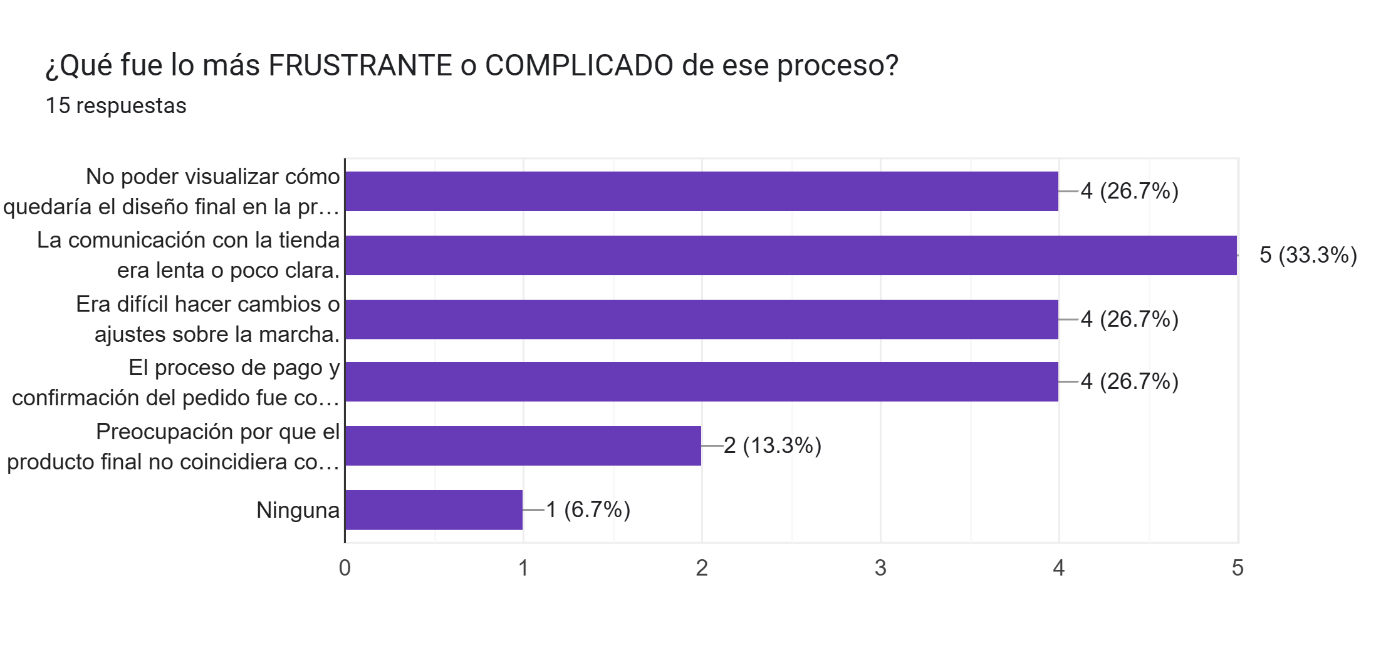 ¿Qué fue lo más FRUSTRANTE o COMPLICADO de ese proceso?
15 respuestas
No poder visualizar cómo
quedaría el diseño final en la pr…
4 (26.7%)
La comunicación con la tienda
era lenta o poco clara.
5 (33.3%)
Era difícil hacer cambios o
ajustes sobre la marcha.
4 (26.7%)
El proceso de pago y
confirmación del pedido fue co…
4 (26.7%)
Preocupación por que el
producto final no coincidiera co…
2 (13.3%)
Ninguna
1 (6.7%)
0 1 2 3 4 5